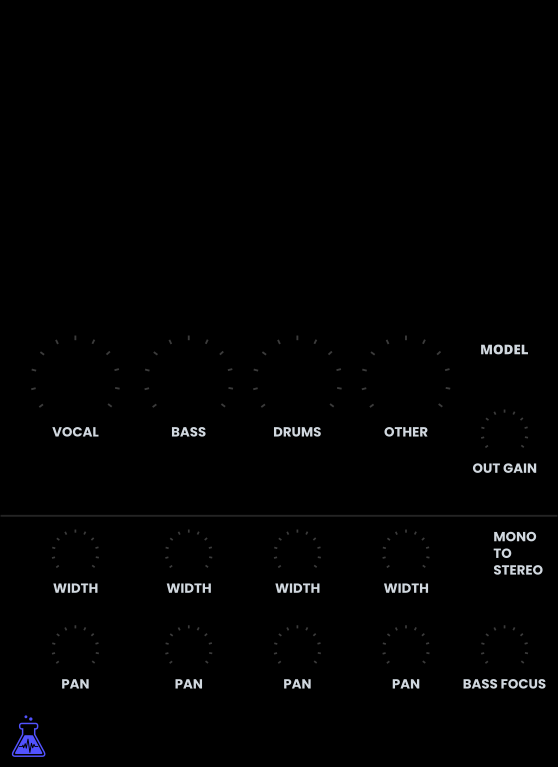 MODEL
VOCAL BASS DRUMS OTHER
OUT GAIN
MONO
TO
STEREO
WIDTH WIDTH WIDTH WIDTH
PAN PAN PAN PAN BASS FOCUS